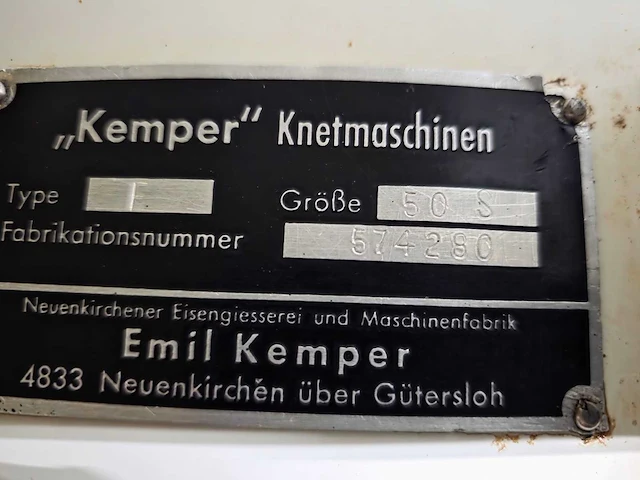 „Kemper" Knetmaschinen
Type T Größe 50 S
Fabrikationsnummer 574280
Neuenkirchener Eisengiesserei und Maschinenfabrik
Emil Kemper
4833 Neuenkirchen über Gütersloh